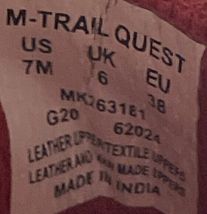 M-TRAIL QUEST
US UK EU
7M 6 38
MK263181
G20 62024
LEATHER UPPER/TEXTILE UPPERS
LEATHER AND MAN MADE UPPERS
MADE IN INDIA